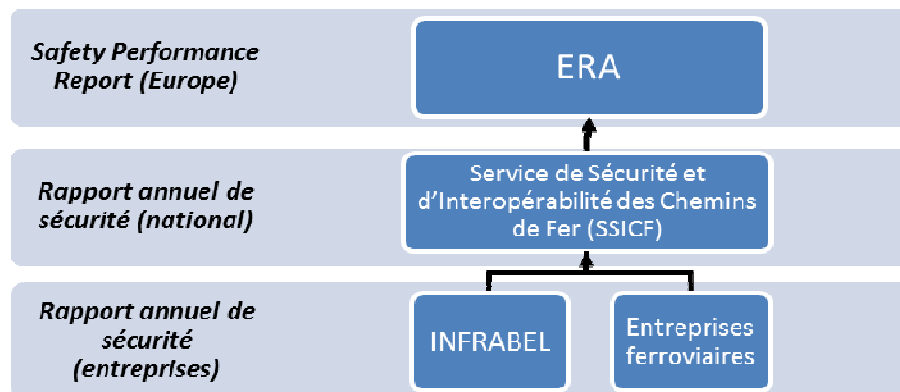 Safety Performance
Report (Europe)
ERA
Rapport annuel de
sécurité (national)
Service de Sécurité et
d'Interopérabilité des Chemins
de Fer (SSICF)
Rapport annuel de
sécurité
(entreprises)
INFRABEL
Entreprises
ferroviaires